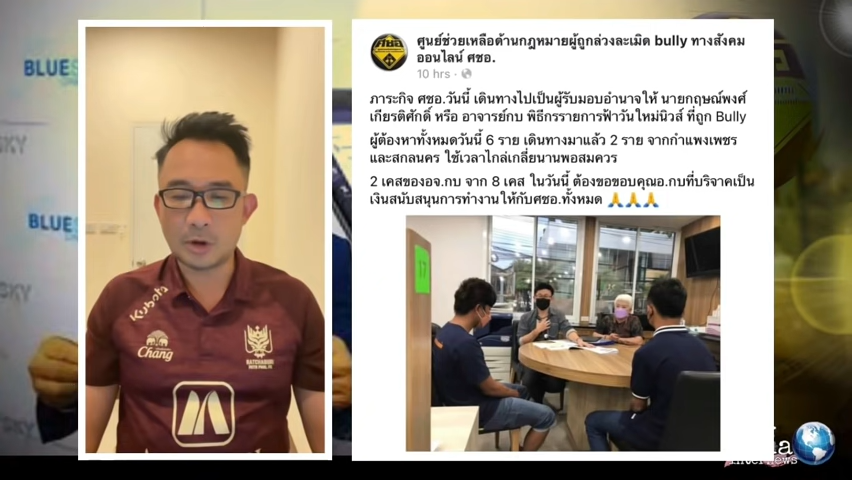 BLUES
BLUE
SKY
Kubota
Chang
RATCHABURI
MITR PHOL FC
ศชอ
ศูนย์ช่วยเหลือด้านกฎหมายผู้ถูกล่วงละเมิด bully ทางสังคม
ออนไลน์ ศชอ.
10 hrs ·
ภาระกิจ ศชอ.วันนี้ เดินทางไปเป็นผู้รับมอบอำนาจให้ นายกฤษณ์พงศ์
เกียรติศักดิ์ หรือ อาจารย์กบ พิธีกรรายการฟ้าวันใหม่นิวส์ ที่ถูก Bully
ผู้ต้องหาทั้งหมดวันนี้ 6 ราย เดินทางมาแล้ว 2 ราย จากกำแพงเพชร
และสกลนคร ใช้เวลาไกล่เกลี่ยนานพอสมควร
2 เคสของอจ.กบ จาก 8 เคส ในวันนี้ ต้องขอขอบคุณอ.กบที่บริจาคเป็น
เงินสนับสนุนการทำงานให้กับศชอ.ทั้งหมด 🙏🙏🙏
17